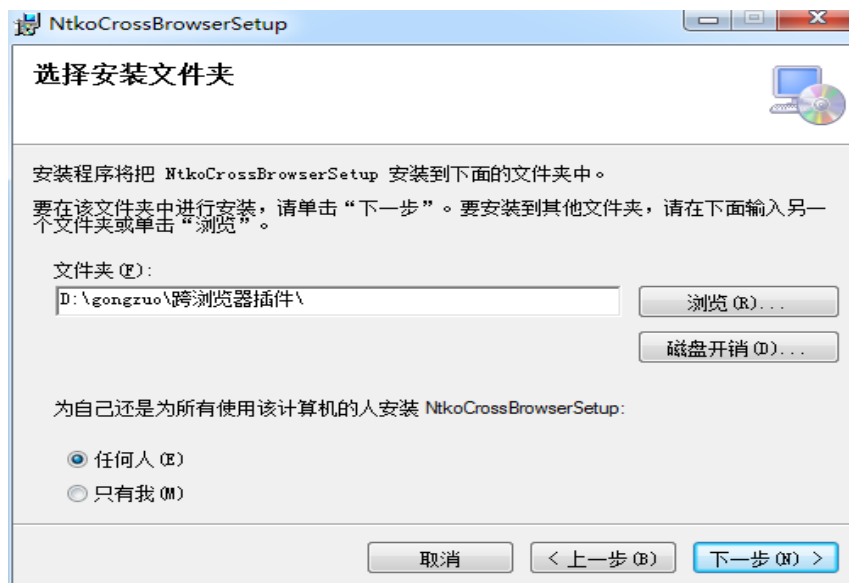 NtkoCrossBrowserSetup
选择安装文件夹
安装程序将把 NtkoCrossBrowserSetup 安装到下面的文件夹中。
要在该文件夹中进行安装，请单击“下一步”。要安装到其他文件夹，请在下面输入另一
个文件夹或单击“浏览”。
文件夹(F):
D:\gongzuo\跨浏览器插件\
浏览(R)...
磁盘开销(D)...
为自己还是为所有使用该计算机的人安装 NtkoCrossBrowserSetup:
任何人(E)
只有我(M)
取消
< 上一步(B)
下一步(N) >